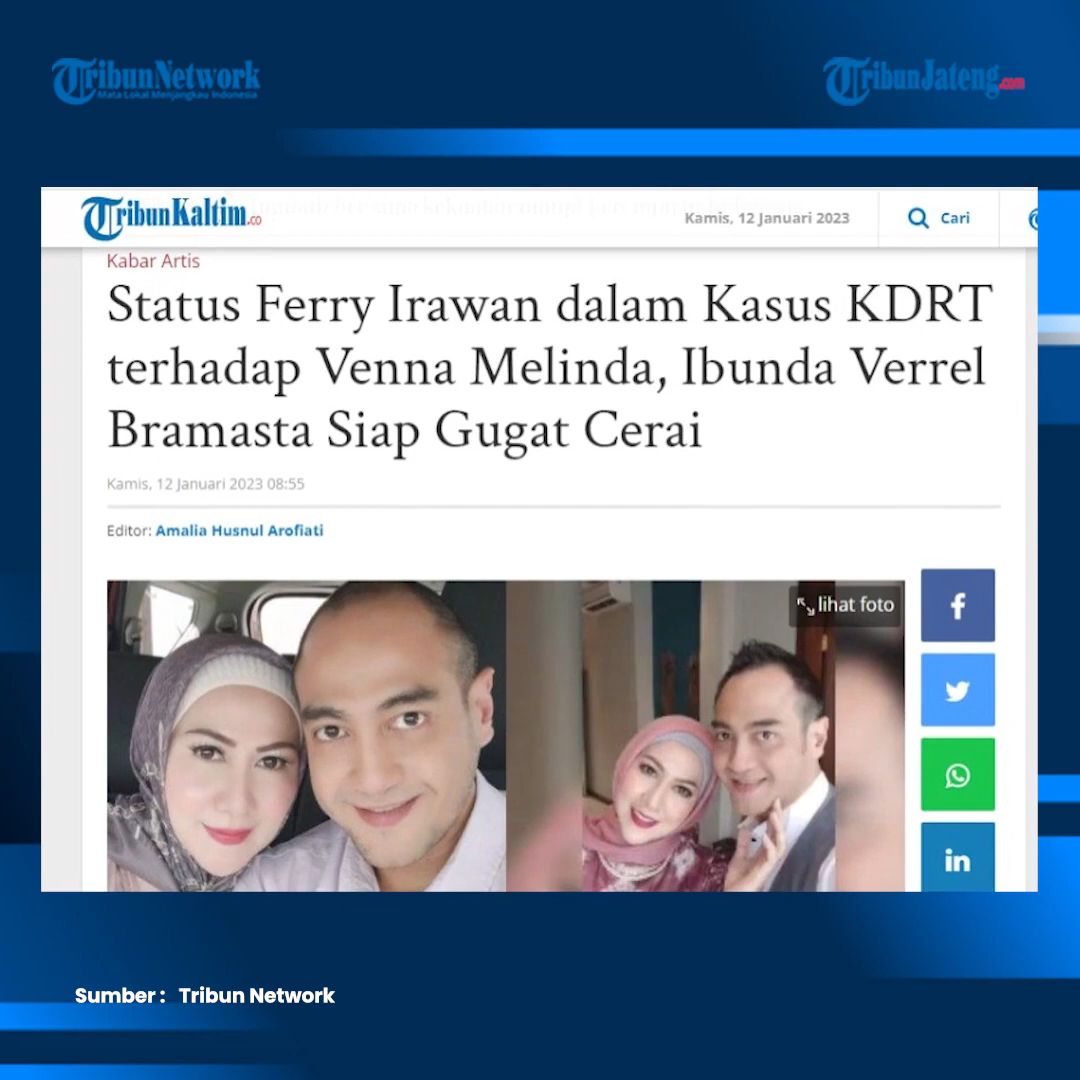 TribunNetwork
Mata Lokal Menjangkau Indonesia
TribunJateng.com
TribunKaltim.co
Kamis, 12 Januari 2023
Cari
Kabar Artis
Status Ferry Irawan dalam Kasus KDRT
terhadap Venna Melinda, Ibunda Verrel
Bramasta Siap Gugat Cerai
Kamis, 12 Januari 2023 08:55
Editor: Amalia Husnul Arofiati
lihat foto
Sumber : Tribun Network